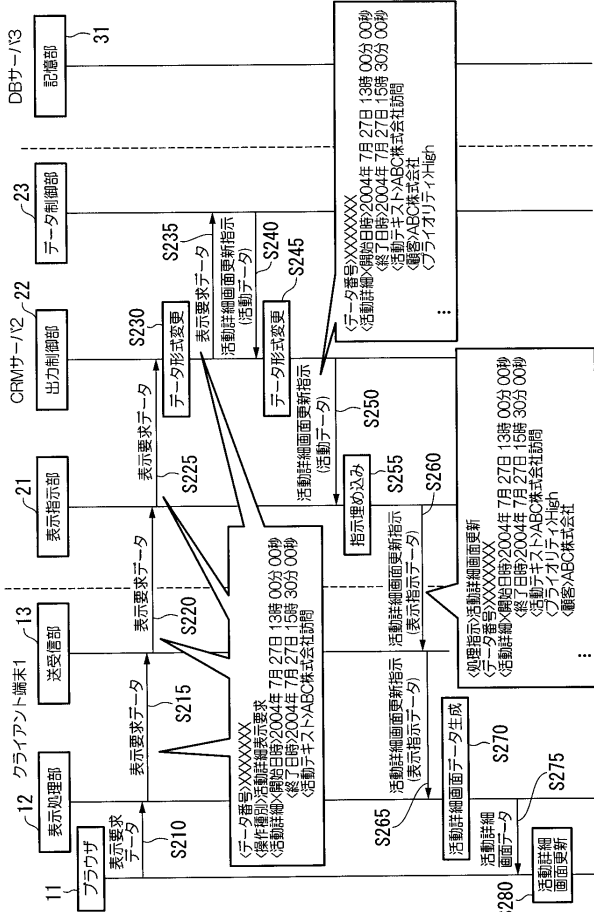 クライアント端末1
CRMサーバ2
DBサーバ3
11
12
13
21
22
23
31
ブラウザ
表示処理部
送受信部
表示指示部
出力制御部
データ制御部
記憶部
表示要求
データ
S210
表示要求データ
S215
表示要求データ
S220
表示要求データ
S225
S230
データ形式変更
表示要求データ
S235
活動詳細画面更新指示
(活動データ)
S240
データ形式変更
S245
<データ番号>XXXXXXX
<操作種別>活動詳細表示要求
<活動詳細><開始日時>2004年 7月 27日 13時 00分 00秒
<終了日時>2004年 7月 27日 15時 30分 00秒
<活動テキスト>ABC株式会社訪問
<データ番号>XXXXXXX
<活動詳細><開始日時>2004年 7月 27日 13時 00分 00秒
<終了日時>2004年 7月 27日 15時 30分 00秒
<活動テキスト>ABC株式会社訪問
<顧客>ABC株式会社
<プライオリティ>High
⋮
活動詳細画面更新指示
(活動データ)
S250
指示埋め込み
S255
活動詳細画面更新指示
(表示指示データ)
S260
<処理指示>活動詳細画面更新
<データ番号>XXXXXXX
<活動詳細><開始日時>2004年 7月 27日 13時 00分 00秒
<終了日時>2004年 7月 27日 15時 30分 00秒
<活動テキスト>ABC株式会社訪問
<プライオリティ>High
<顧客>ABC株式会社
⋮
活動詳細画面更新指示
(表示指示データ)
S265
活動詳細画面データ生成
S270
活動詳細
画面データ
S275
活動詳細
画面更新
S280